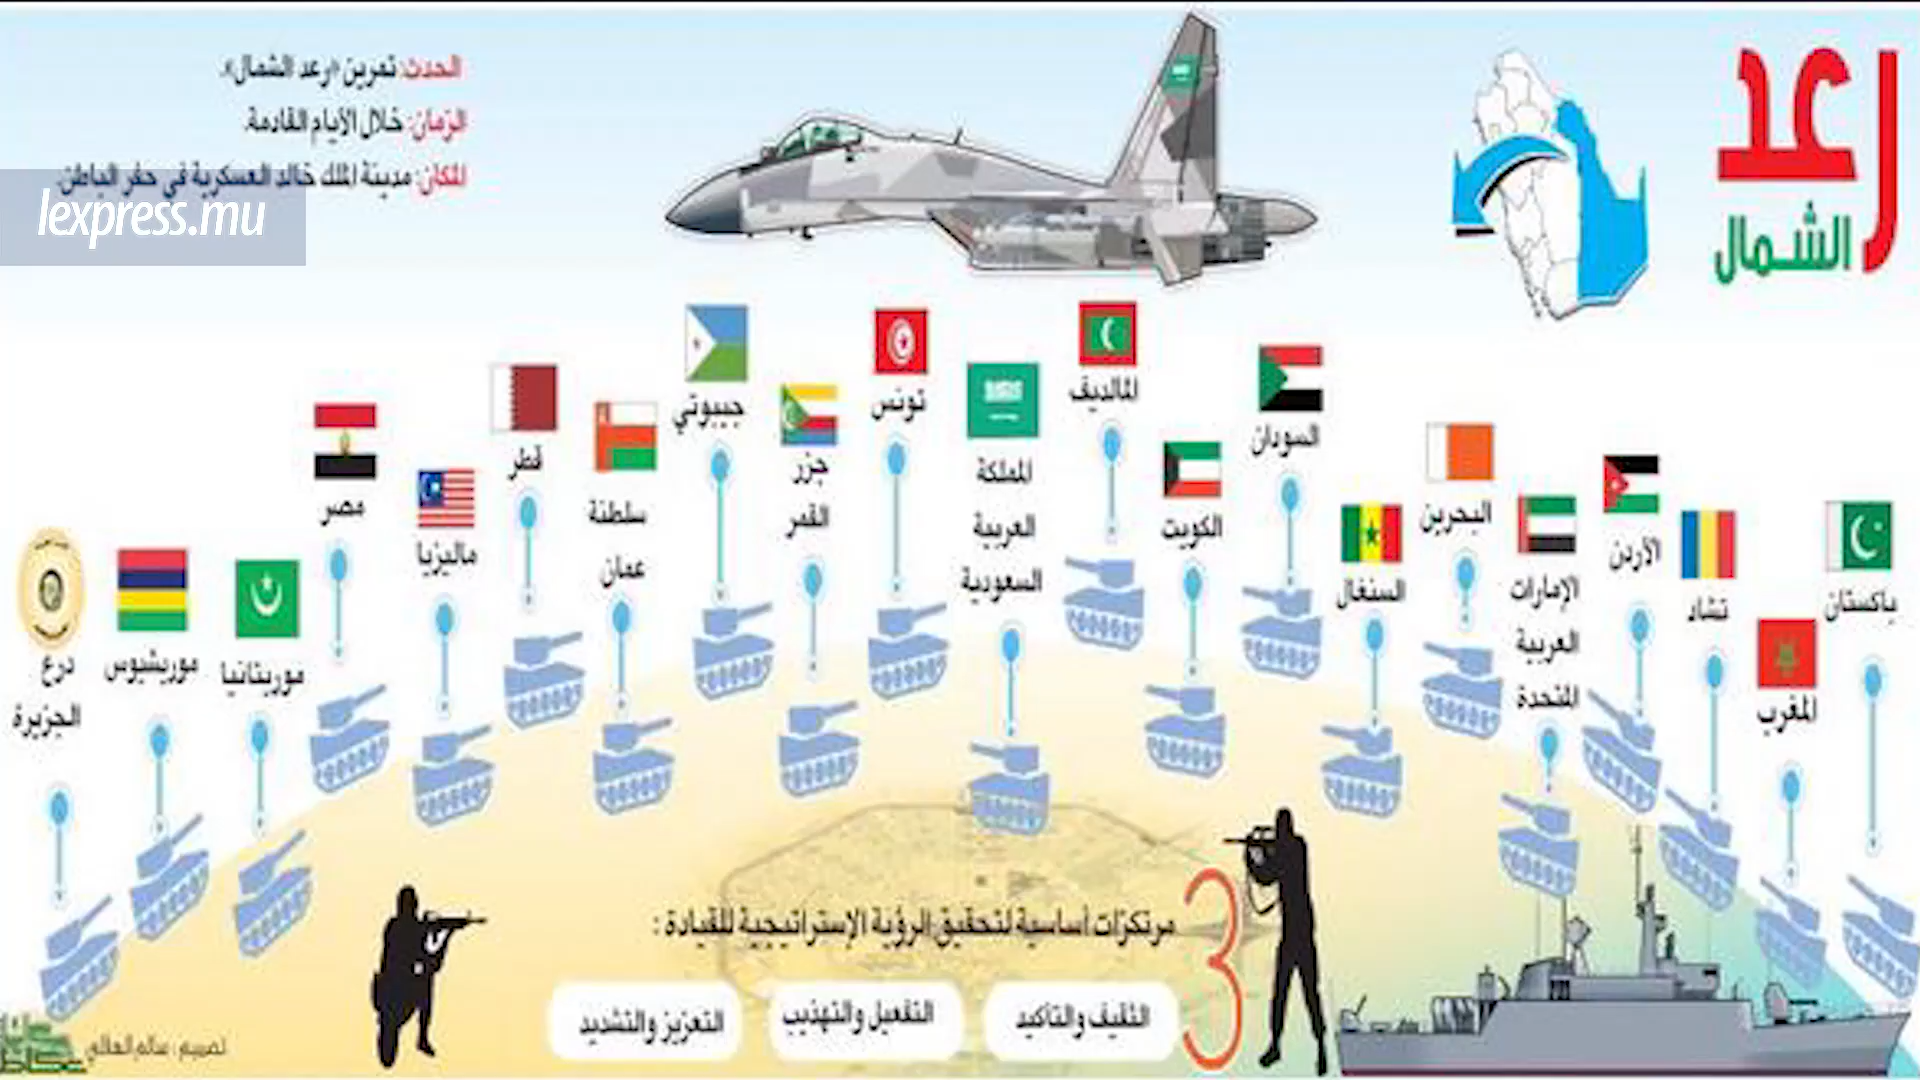 رعد
الشمال
الحدث: تمرين «رعد الشمال».
الزمان: خلال الأيام القادمة.
المكان: مدينة الملك خالد العسكرية في حفر الباطن.
lexpress.mu
باكستان
المغرب
تشاد
الأردن
الإمارات
العربية
المتحدة
البحرين
السنغال
السودان
الكويت
المالديف
المملكة
العربية
السعودية
تونس
جزر
القمر
جيبوتي
سلطنة
عمان
قطر
ماليزيا
مصر
موريتانيا
موريشيوس
درع
الجزيرة
3
مرتكزات أساسية لتحقيق الرؤية الإستراتيجية للقيادة :
التفعيل والتهذيب
التعزيز والتشديد
تصميم: